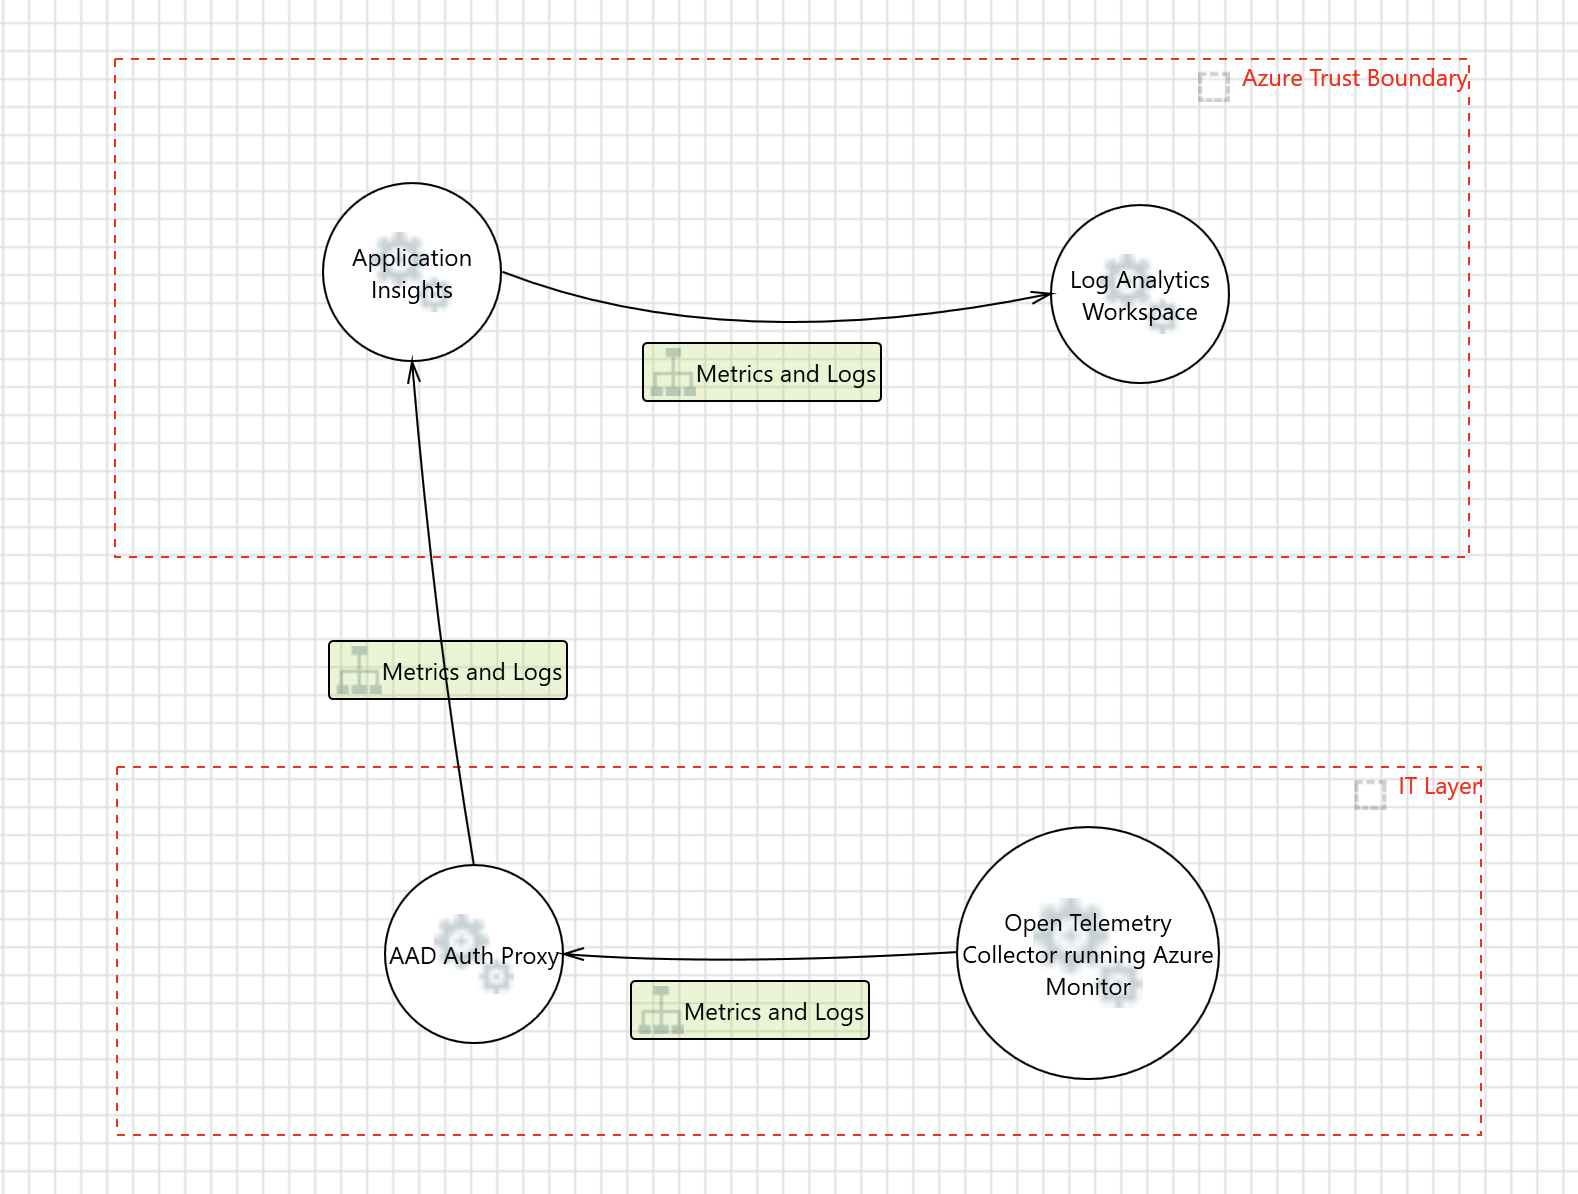 Azure Trust Boundary
Application
Insights
Log Analytics
Workspace
Metrics and Logs
Metrics and Logs
IT Layer
AAD Auth Proxy
Open Telemetry
Collector running Azure
Monitor
Metrics and Logs